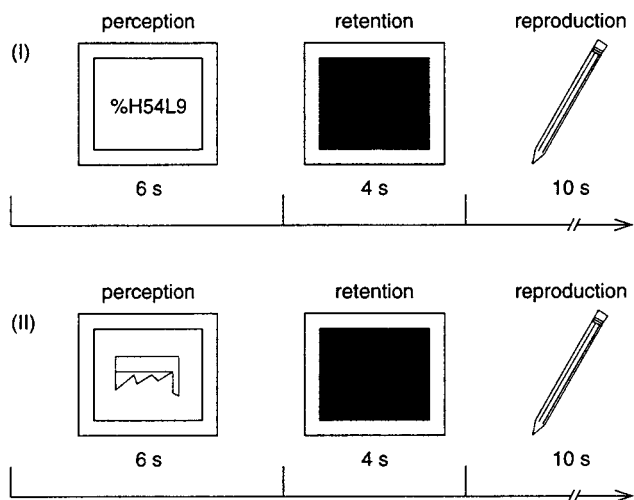 perception retention reproduction
(I)
%H54L9
6 s 4 s 10 s
perception retention reproduction
(II)
6 s 4 s 10 s